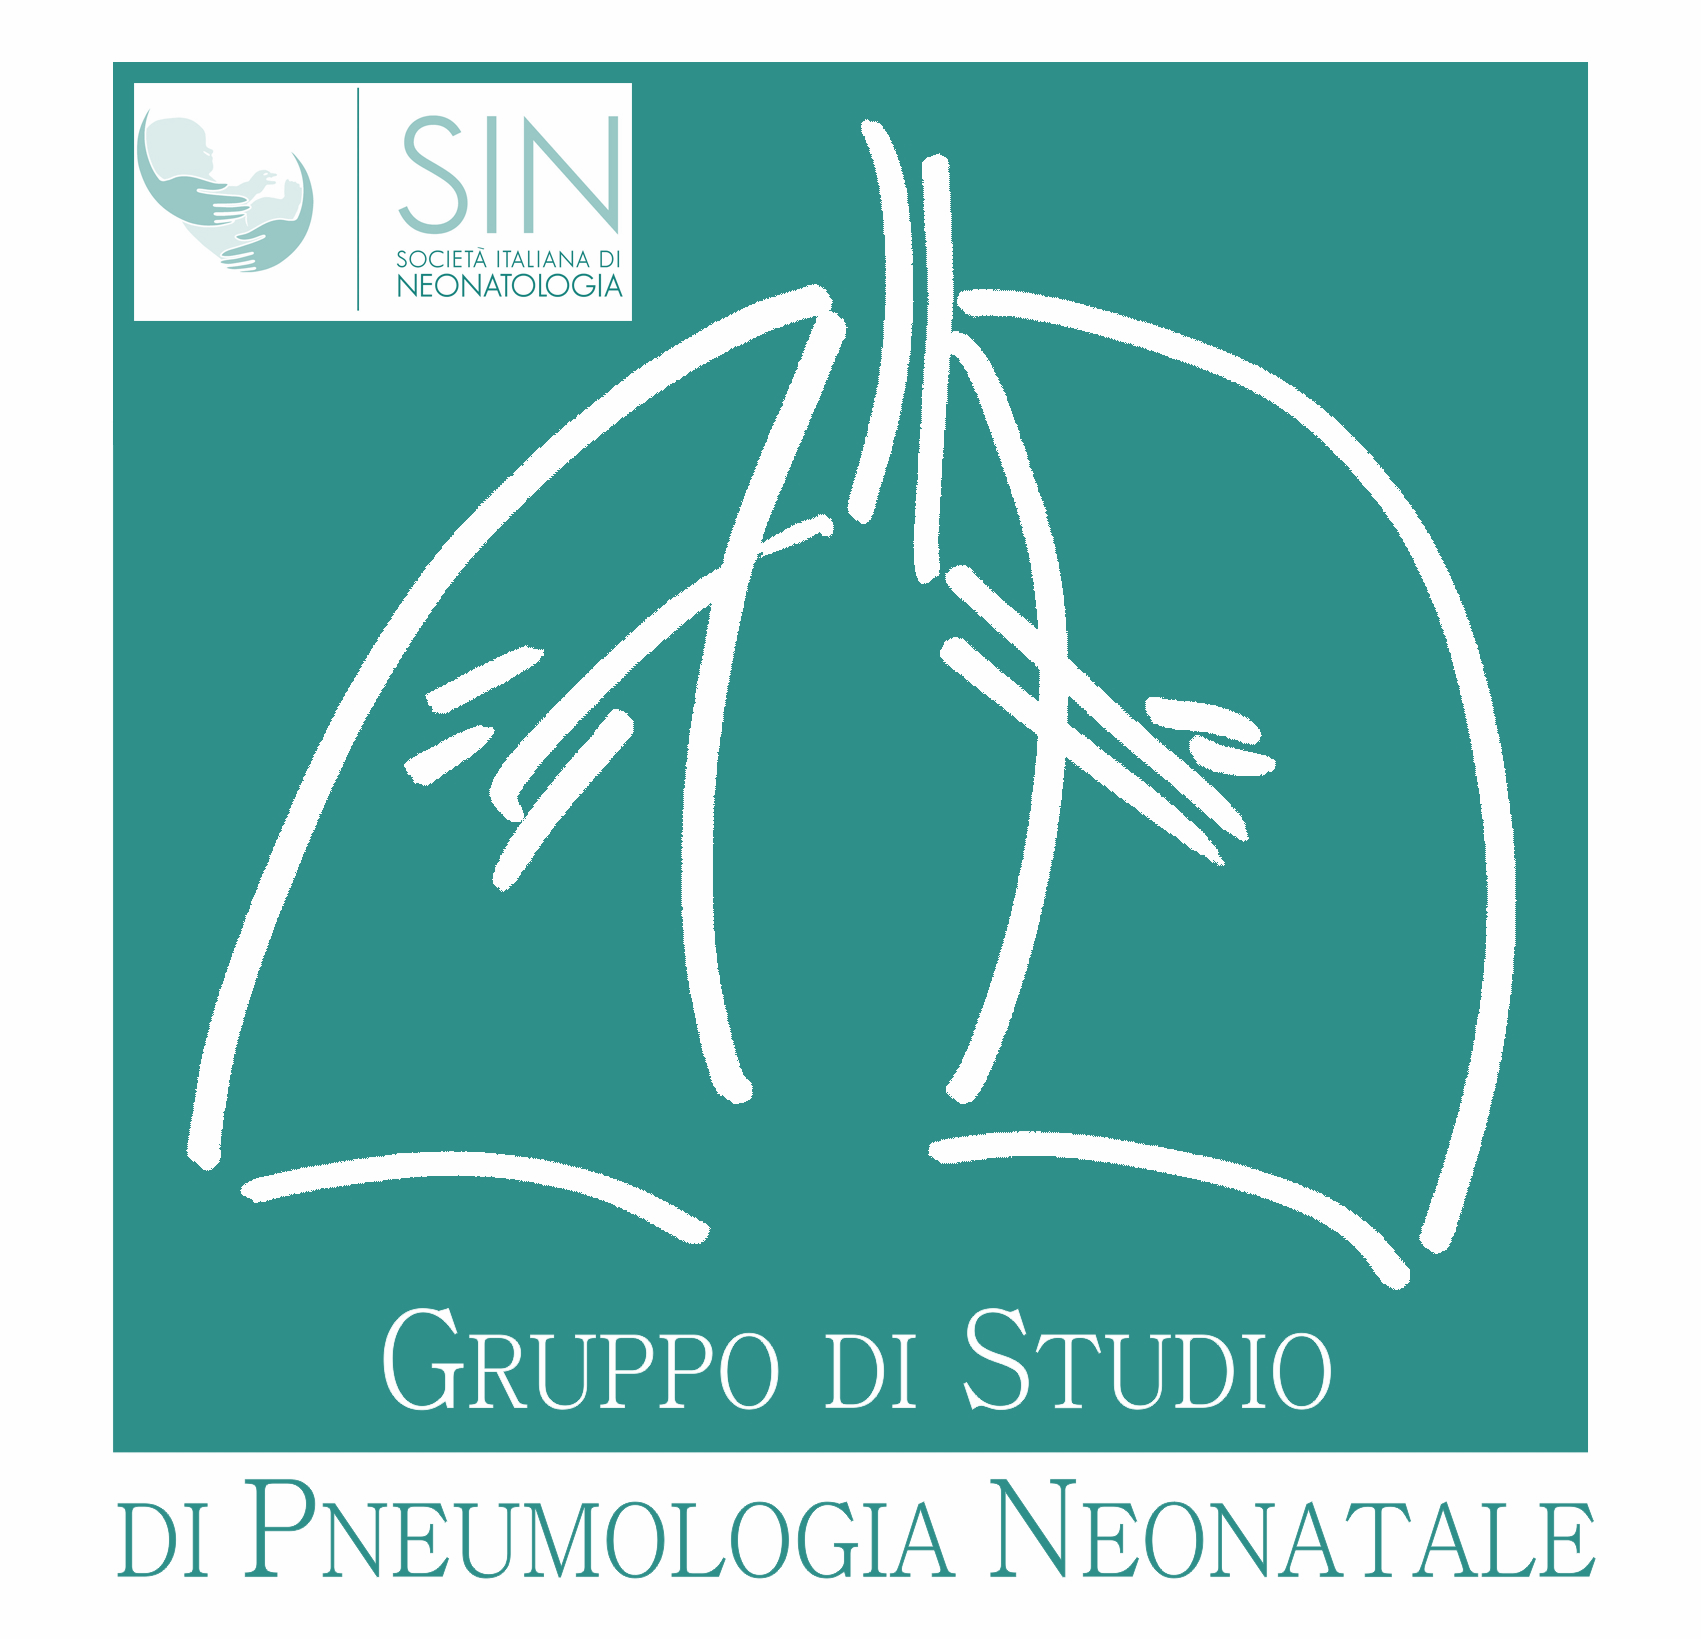 SIN
SOCIETÀ ITALIANA DI
NEONATOLOGIA
GRUPPO DI STUDIO
DI PNEUMOLOGIA NEONATALE